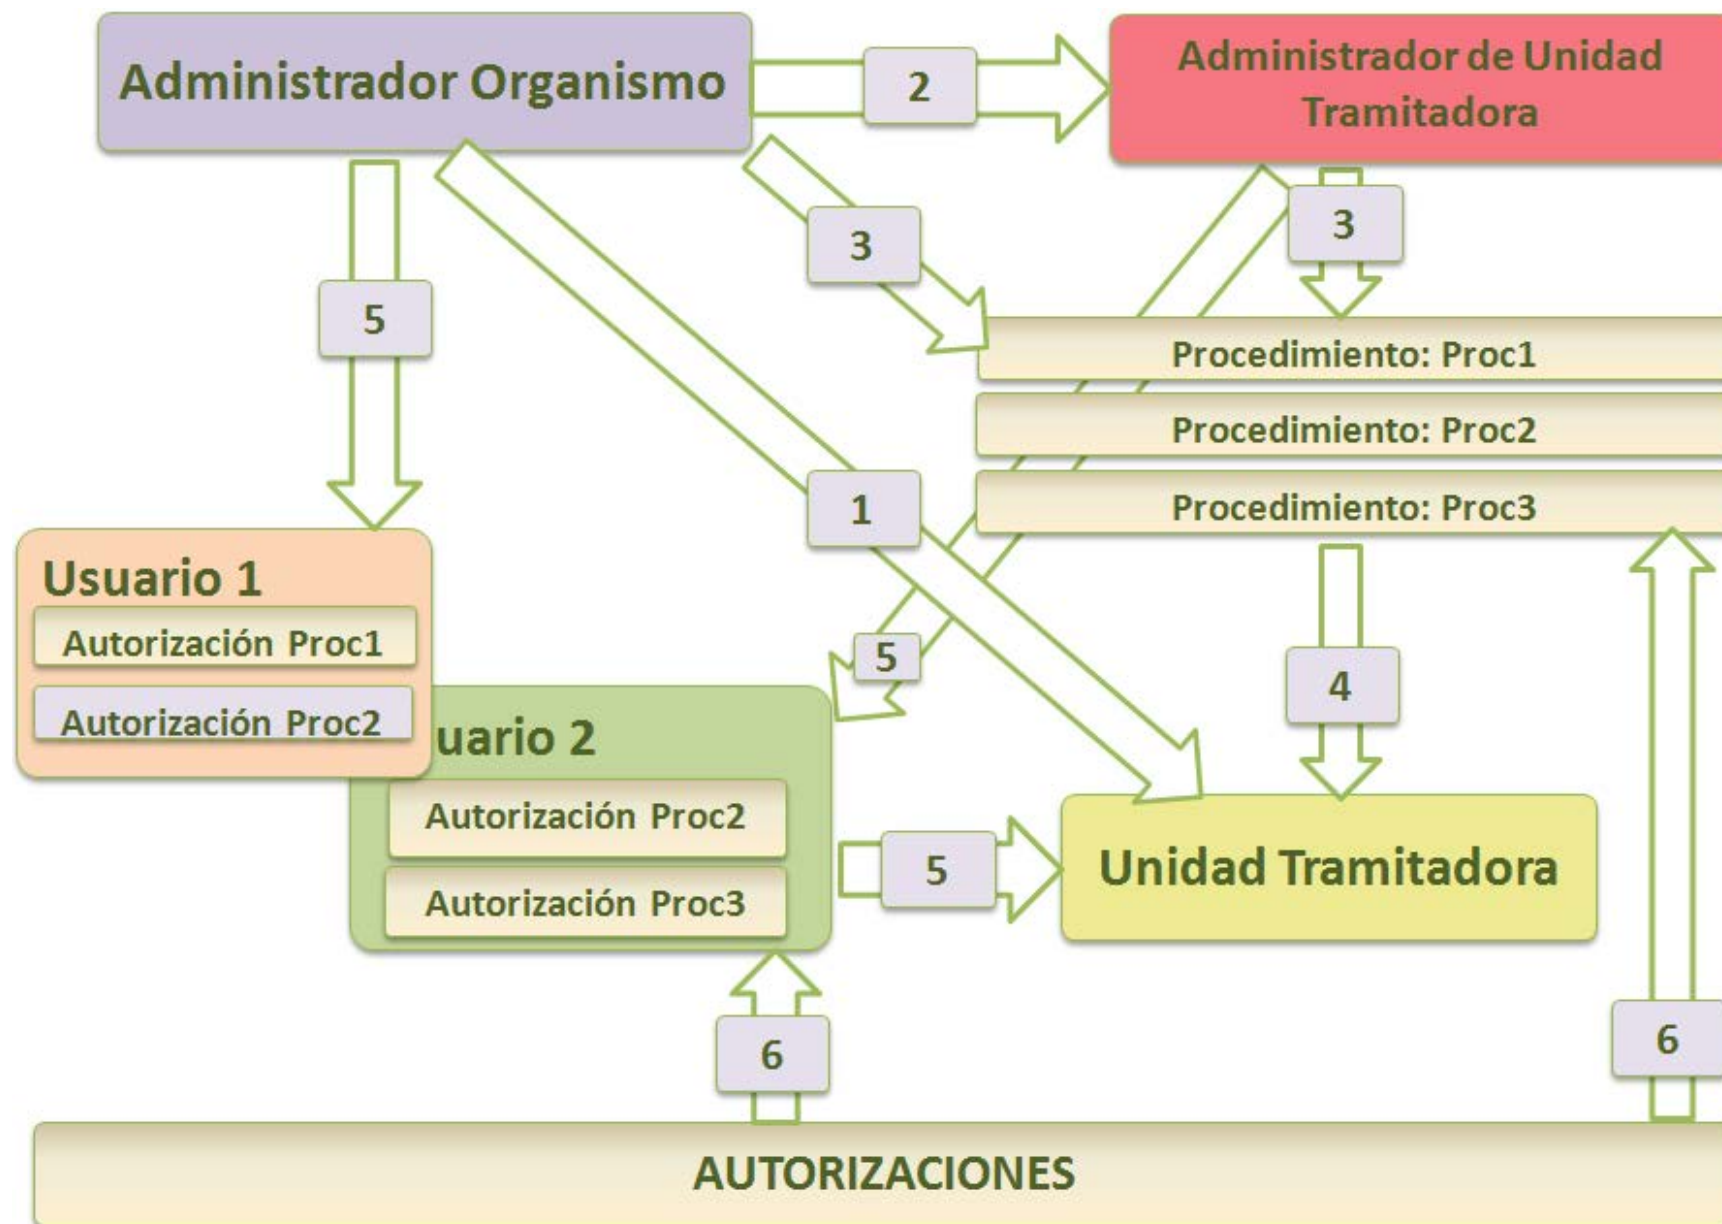 Administrador Organismo
2
Administrador de Unidad
Tramitadora
3
3
5
Procedimiento: Proc1
Procedimiento: Proc2
Procedimiento: Proc3
1
Usuario 1
Autorización Proc1
Autorización Proc2
5
4
uario 2
Autorización Proc2
Autorización Proc3
5
Unidad Tramitadora
6
6
AUTORIZACIONES